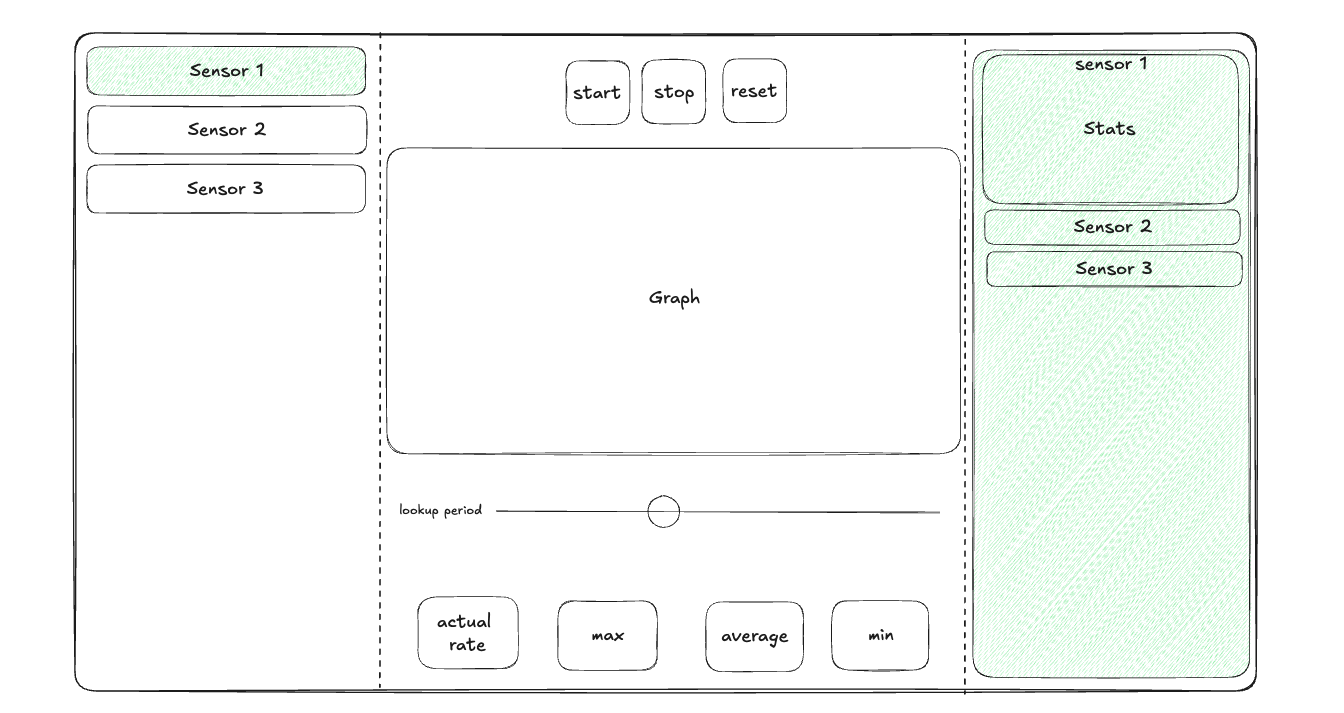 Sensor 1
Sensor 2
Sensor 3
start
stop
reset
Graph
lookup period
actual
rate
max
average
min
sensor 1
Stats
Sensor 2
Sensor 3